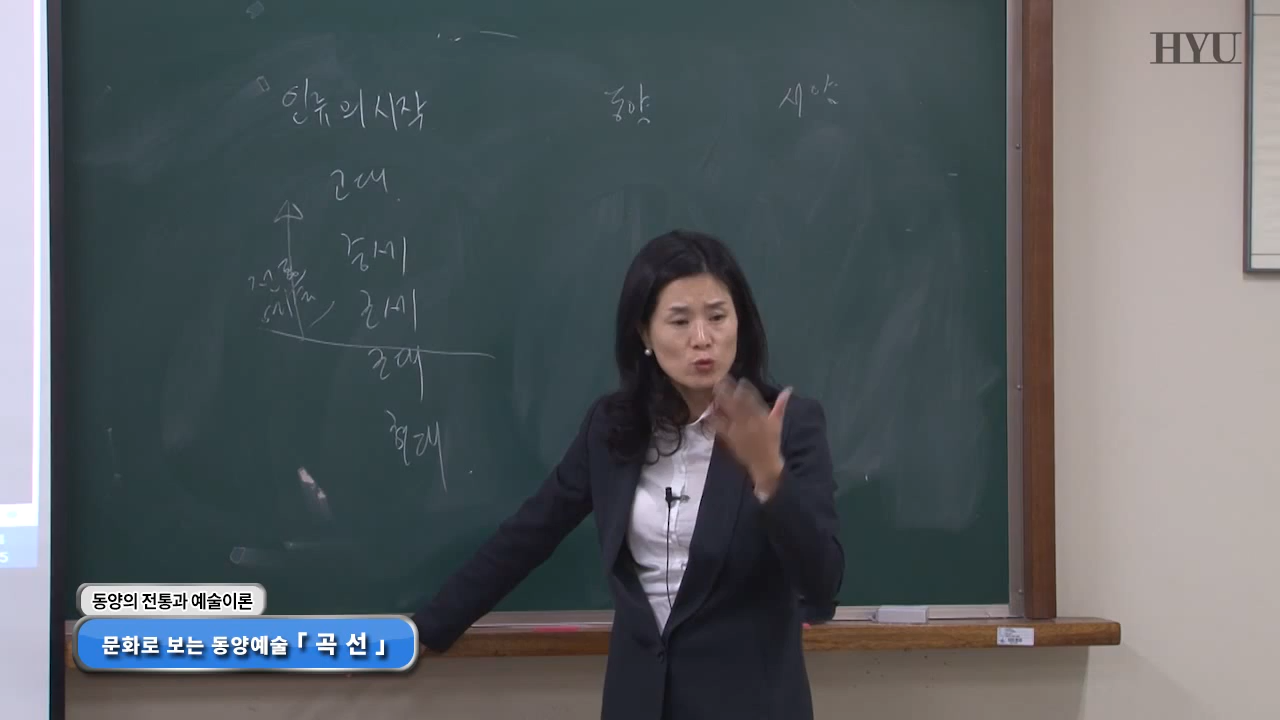 HYU
인류의 시작
동양
서양
고대
중세
근세
근대
현대
동양의 전통과 예술이론
문화로 보는 동양예술 「곡 선」